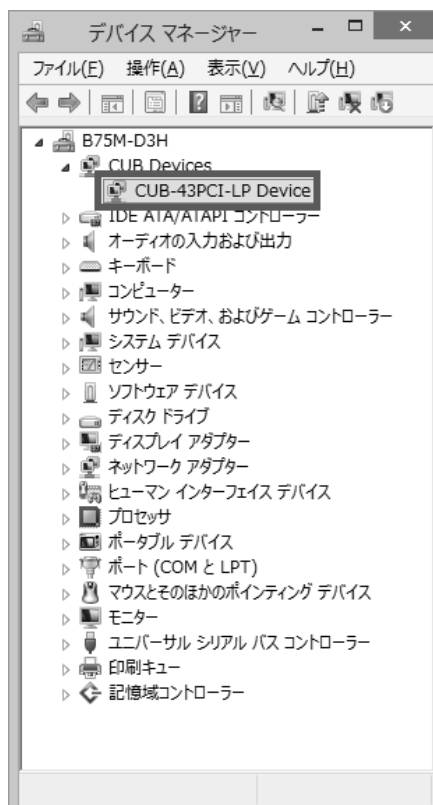 デバイス マネージャー
ファイル(F) 操作(A) 表示(V) ヘルプ(H)
B75M-D3H
CUB Devices
CUB-43PCI-LP Device
IDE ATA/ATAPI コントローラー
オーディオの入力および出力
キーボード
コンピューター
サウンド、ビデオ、およびゲーム コントローラー
システム デバイス
センサー
ソフトウェア デバイス
ディスク ドライブ
ディスプレイ アダプター
ネットワーク アダプター
ヒューマン インターフェイス デバイス
プロセッサ
ポータブル デバイス
ポート (COM と LPT)
マウスとそのほかのポインティング デバイス
モニター
ユニバーサル シリアル バス コントローラー
印刷キュー
記憶域コントローラー